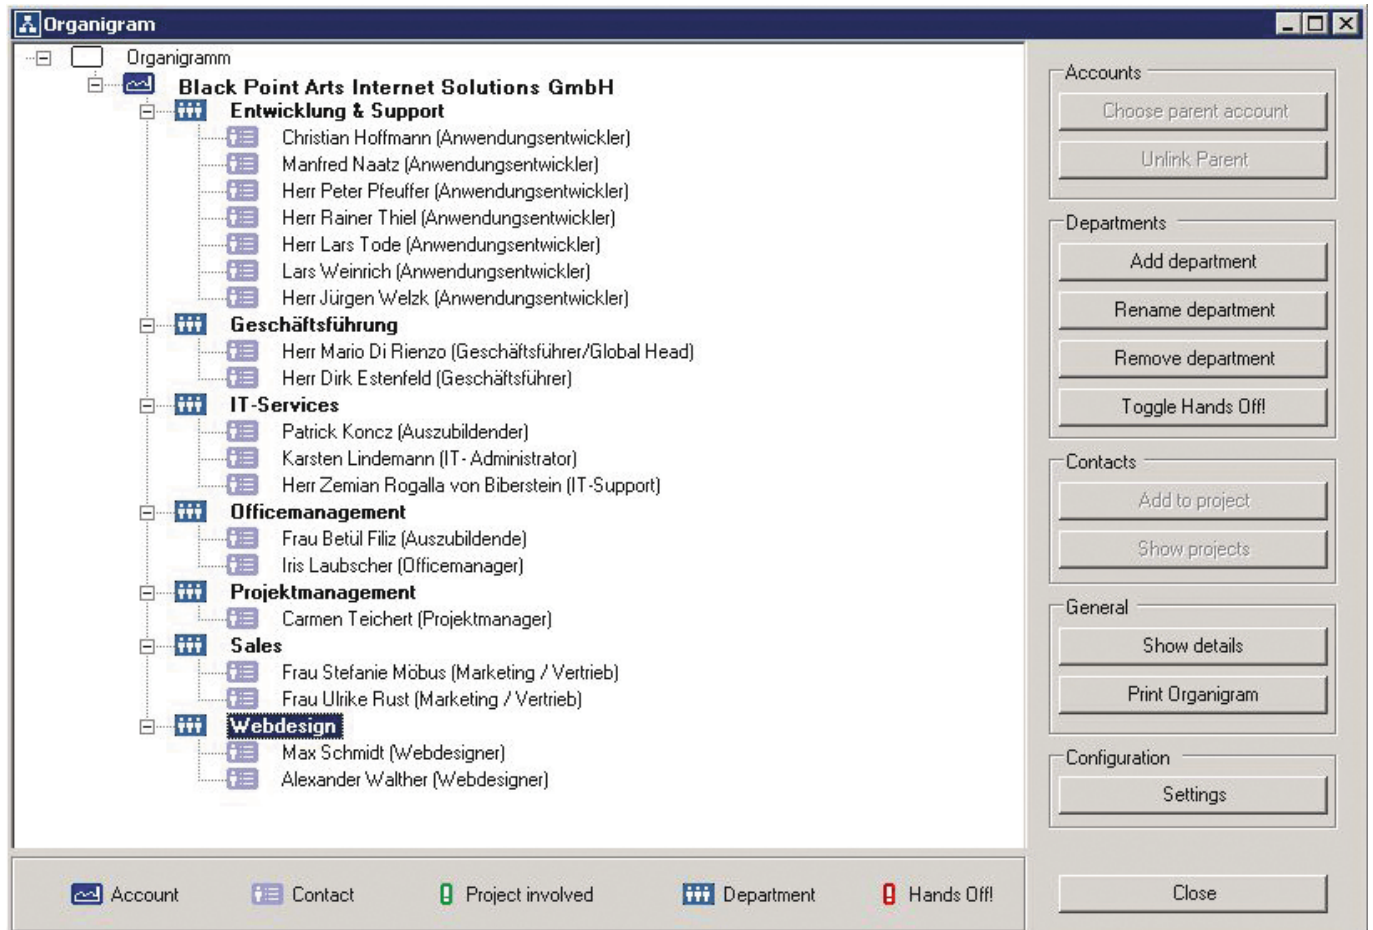 Organigram
Organigramm
Black Point Arts Internet Solutions GmbH
Entwicklung & Support
Christian Hoffmann (Anwendungsentwickler)
Manfred Naatz (Anwendungsentwickler)
Herr Peter Pfeuffer (Anwendungsentwickler)
Herr Rainer Thiel (Anwendungsentwickler)
Herr Lars Tode (Anwendungsentwickler)
Lars Weinrich (Anwendungsentwickler)
Herr Jürgen Welzk (Anwendungsentwickler)
Geschäftsführung
Herr Mario Di Rienzo (Geschäftsführer/Global Head)
Herr Dirk Estenfeld (Geschäftsführer)
IT-Services
Patrick Koncz (Auszubildender)
Karsten Lindemann (IT- Administrator)
Herr Zemian Rogalla von Biberstein (IT-Support)
Officemanagement
Frau Betül Filiz (Auszubildende)
Iris Laubscher (Officemanager)
Projektmanagement
Carmen Teichert (Projektmanager)
Sales
Frau Stefanie Möbus (Marketing / Vertrieb)
Frau Ulrike Rust (Marketing / Vertrieb)
Webdesign
Max Schmidt (Webdesigner)
Alexander Walther (Webdesigner)
Accounts
Choose parent account
Unlink Parent
Departments
Add department
Rename department
Remove department
Toggle Hands Off!
Contacts
Add to project
Show projects
General
Show details
Print Organigram
Configuration
Settings
Account
Contact
Project involved
Department
Hands Off!
Close